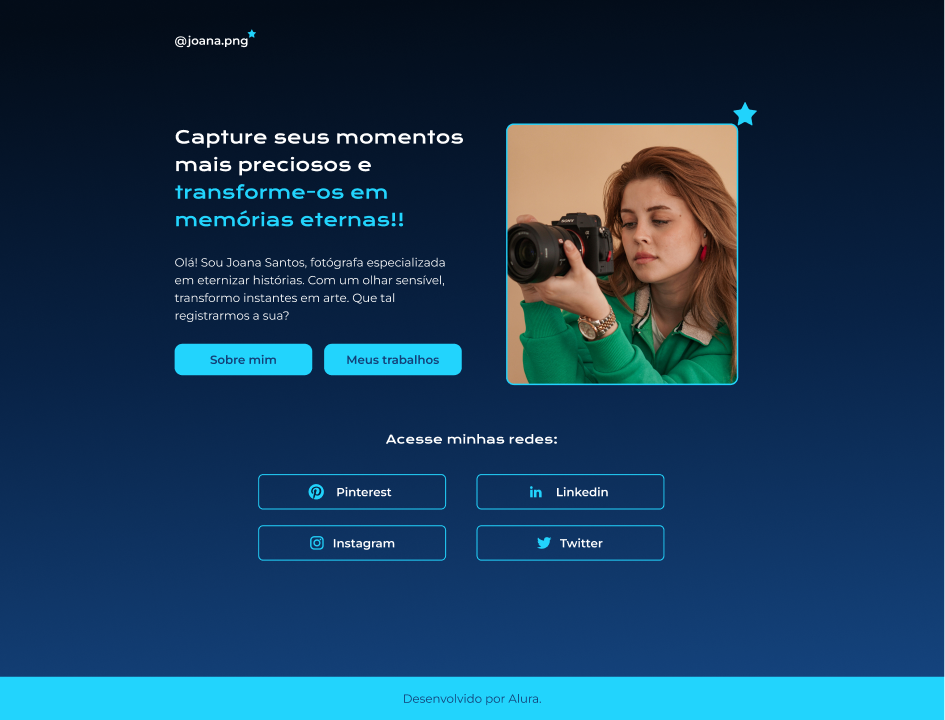 @joana.png
Capture seus momentos
mais preciosos e
transforme-os em
memórias eternas!!
Olá! Sou Joana Santos, fotógrafa especializada
em eternizar histórias. Com um olhar sensível,
transformo instantes em arte. Que tal
registrarmos a sua?
Sobre mim
Meus trabalhos
SONY
Acesse minhas redes:
Pinterest
Linkedin
Instagram
Twitter
Desenvolvido por Alura.